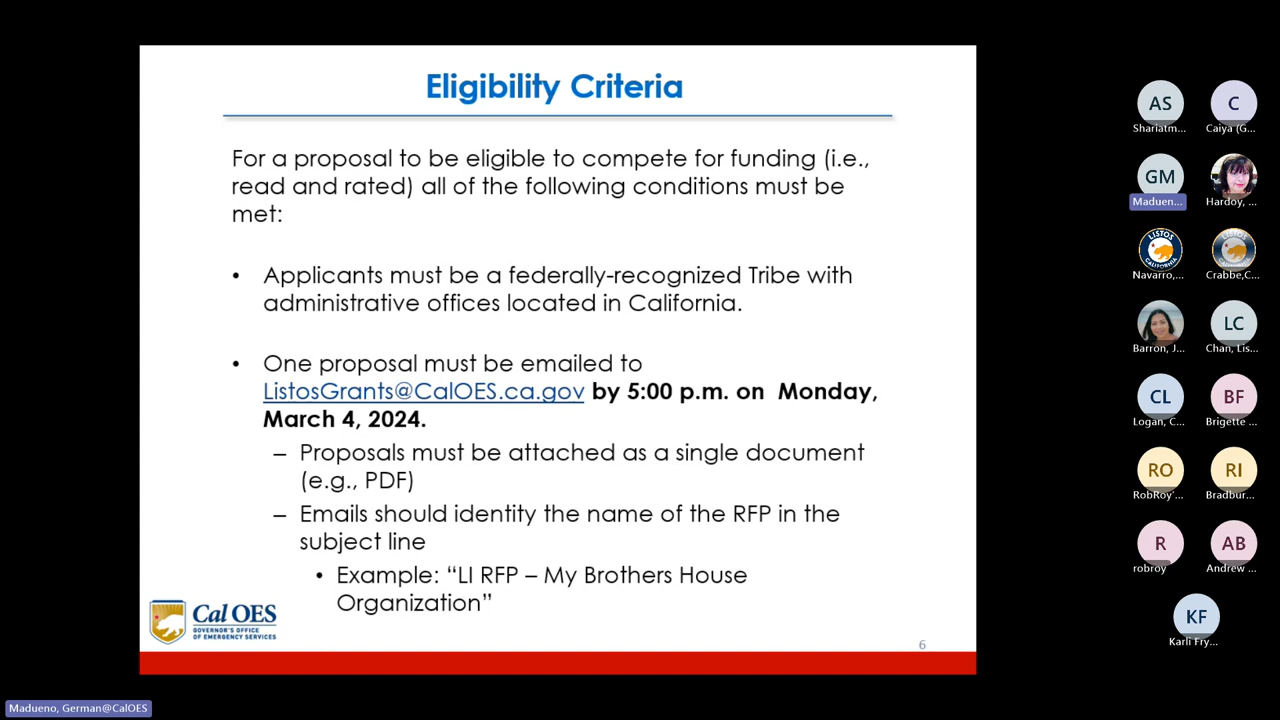 Eligibility Criteria
For a proposal to be eligible to compete for funding (i.e.,
read and rated) all of the following conditions must be
met:
• Applicants must be a federally-recognized Tribe with
administrative offices located in California.
• One proposal must be emailed to
ListosGrants@CalOES.ca.gov by 5:00 p.m. on Monday,
March 4, 2024.
– Proposals must be attached as a single document
(e.g., PDF)
– Emails should identity the name of the RFP in the
subject line
• Example: “LI RFP – My Brothers House
Organization”
Cal OES
GOVERNOR'S OFFICE
OF EMERGENCY SERVICES
6
AS
Shariatm...
C
Caiya (G...
GM
Maduen...
Hardoy, ...
LISTOS
CALIFORNIA
Navarro,...
LISTOS
CALIFORNIA
Crabbe,C...
Barron, J...
LC
Chan, Lis...
CL
Logan, C...
BF
Brigette ...
RO
RobRoy'...
RI
Bradbur...
R
robroy
AB
Andrew ...
KF
Karli Fry...
Madueno, German@CalOES